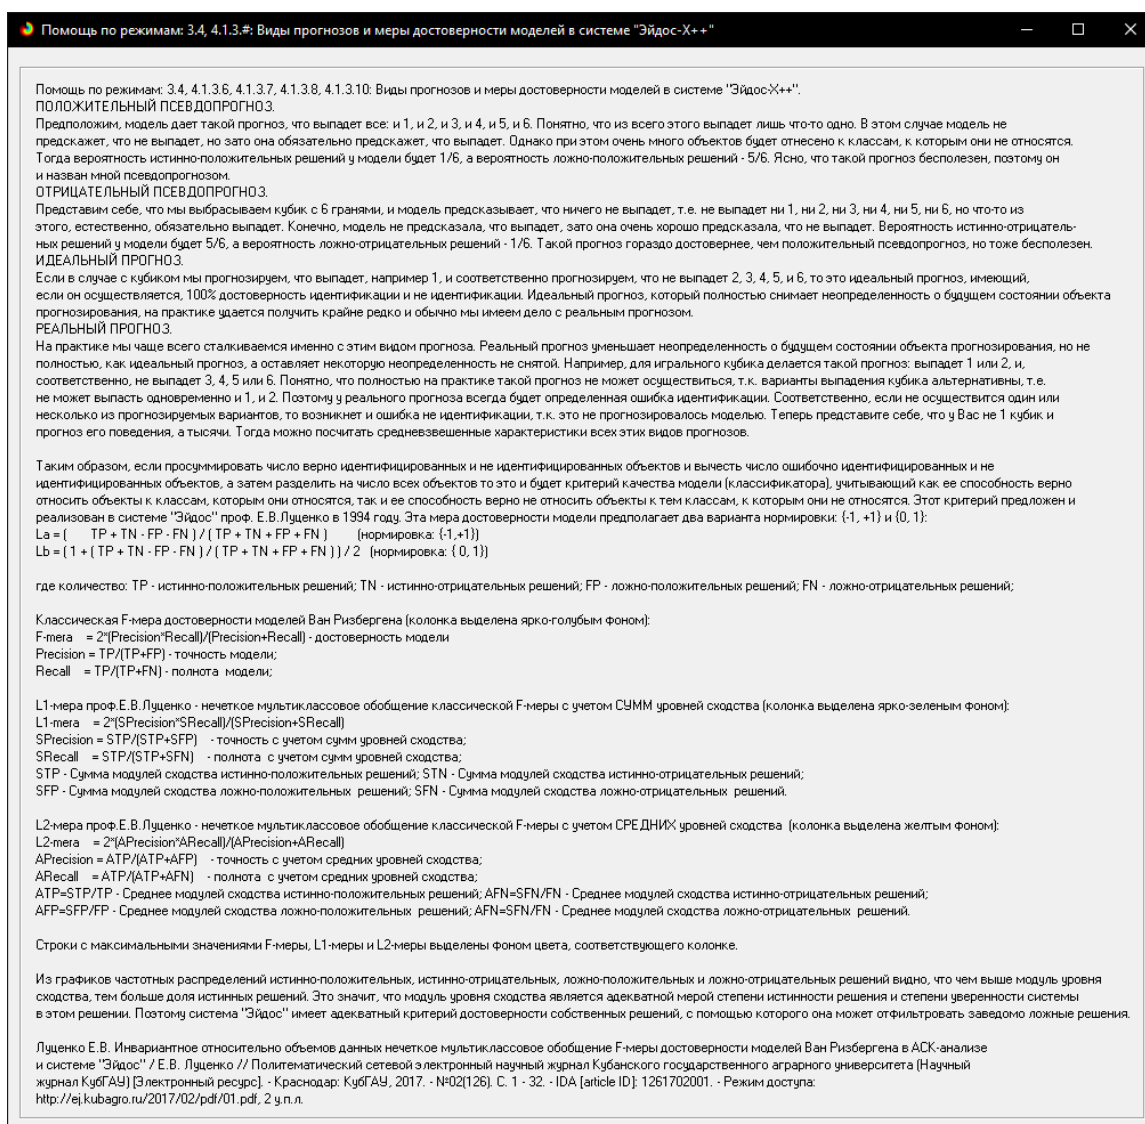 Помощь по режимам: 3.4, 4.1.3.#: Виды прогнозов и меры достоверности моделей в системе "Эйдос-Х++"
Помощь по режимам: 3.4, 4.1.3.6, 4.1.3.7, 4.1.3.8, 4.1.3.10: Виды прогнозов и меры достоверности моделей в системе "Эйдос-Х++".
ПОЛОЖИТЕЛЬНЫЙ ПСЕВДОПРОГНОЗ.
Предположим, модель дает такой прогноз, что выпадет все: и 1, и 2, и 3, и 4, и 5, и 6. Понятно, что из всего этого выпадет лишь что-то одно. В этом случае модель не
предскажет, что не выпадет, но зато она обязательно предскажет, что выпадет. Однако при этом очень много объектов будет отнесено к классам, к которым они не относятся.
Тогда вероятность истинно-положительных решений у модели будет 1/6, а вероятность ложно-положительных решений - 5/6. Ясно, что такой прогноз бесполезен, поэтому он
и назван мной псевдопрогнозом.
ОТРИЦАТЕЛЬНЫЙ ПСЕВДОПРОГНОЗ.
Представим себе, что мы выбрасываем кубик с 6 гранями, и модель предсказывает, что ничего не выпадет, т.е. не выпадет ни 1, ни 2, ни 3, ни 4, ни 5, ни 6, но что-то из
этого, естественно, обязательно выпадет. Конечно, модель не предсказала, что выпадет, зато она очень хорошо предсказала, что не выпадет. Вероятность истинно-отрицатель-
ных решений у модели будет 5/6, а вероятность ложно-отрицательных решений - 1/6. Такой прогноз гораздо достовернее, чем положительный псевдопрогноз, но тоже бесполезен.
ИДЕАЛЬНЫЙ ПРОГНОЗ.
Если в случае с кубиком мы прогнозируем, что выпадет, например 1, и соответственно прогнозируем, что не выпадет 2, 3, 4, 5, и 6, то это идеальный прогноз, имеющий,
если он осуществляется, 100% достоверность идентификации и не идентификации. Идеальный прогноз, который полностью снимает неопределенность о будущем состоянии объекта
прогнозирования, на практике удается получить крайне редко и обычно мы имеем дело с реальным прогнозом.
РЕАЛЬНЫЙ ПРОГНОЗ.
На практике мы чаще всего сталкиваемся именно с этим видом прогноза. Реальный прогноз уменьшает неопределенность о будущем состоянии объекта прогнозирования, но не
полностью, как идеальный прогноз, а оставляет некоторую неопределенность не снятой. Например, для игрального кубика делается такой прогноз: выпадет 1 или 2, и,
соответственно, не выпадет 3, 4, 5 или 6. Понятно, что полностью на практике такой прогноз не может осуществиться, т.к. варианты выпадения кубика альтернативны, т.е.
не может выпасть одновременно и 1, и 2. Поэтому у реального прогноза всегда будет определенная ошибка идентификации. Соответственно, если не осуществится один или
несколько из прогнозируемых вариантов, то возникнет и ошибка не идентификации, т.к. это не прогнозировалось моделью. Теперь представите себе, что у Вас не 1 кубик и
прогноз его поведения, а тысячи. Тогда можно посчитать средневзвешенные характеристики всех этих видов прогнозов.
Таким образом, если просуммировать число верно идентифицированных и не идентифицированных объектов и вычесть число ошибочно идентифицированных и не
идентифицированных объектов, а затем разделить на число всех объектов то это и будет критерий качества модели (классификатора), учитывающий как ее способность верно
относить объекты к классам, которым они относятся, так и ее способность верно не относить объекты к тем классам, к которым они не относятся. Этот критерий предложен и
реализован в системе "Эйдос" проф. Е.В.Луценко в 1994 году. Эта мера достоверности модели предполагает два варианта нормировки: {-1, +1} и {0, 1}:
La = ( TP + TN - FP - FN ) / ( TP + TN + FP + FN ) (нормировка: {-1,+1})
Lb = ( 1 + ( TP + TN - FP - FN ) / ( TP + TN + FP + FN ) ) / 2 (нормировка: { 0, 1})
где количество: TP - истинно-положительных решений; TN - истинно-отрицательных решений; FP - ложно-положительных решений; FN - ложно-отрицательных решений;
Классическая F-мера достоверности моделей Ван Ризбергена (колонка выделена ярко-голубым фоном):
F-mera = 2*(Precision*Recall)/(Precision+Recall) - достоверность модели
Precision = TP/(TP+FP) - точность модели;
Recall = TP/(TP+FN) - полнота модели;
L1-мера проф.Е.В.Луценко - нечеткое мультиклассовое обобщение классической F-меры с учетом СУММ уровней сходства (колонка выделена ярко-зеленым фоном):
L1-mera = 2*(SPrecision*SRecall)/(SPrecision+SRecall)
SPrecision = STP/(STP+SFP) - точность с учетом сумм уровней сходства;
SRecall = STP/(STP+SFN) - полнота с учетом сумм уровней сходства;
STP - Сумма модулей сходства истинно-положительных решений; STN - Сумма модулей сходства истинно-отрицательных решений;
SFP - Сумма модулей сходства ложно-положительных решений; SFN - Сумма модулей сходства ложно-отрицательных решений.
L2-мера проф.Е.В.Луценко - нечеткое мультиклассовое обобщение классической F-меры с учетом СРЕДНИХ уровней сходства (колонка выделена желтым фоном):
L2-mera = 2*(APrecision*ARecall)/(APrecision+ARecall)
APrecision = ATP/(ATP+AFP) - точность с учетом средних уровней сходства;
ARecall = ATP/(ATP+AFN) - полнота с учетом средних уровней сходства;
ATP=STP/TP - Среднее модулей сходства истинно-положительных решений; AFN=SFN/FN - Среднее модулей сходства истинно-отрицательных решений;
AFP=SFP/FP - Среднее модулей сходства ложно-положительных решений; AFN=SFN/FN - Среднее модулей сходства ложно-отрицательных решений.
Строки с максимальными значениями F-меры, L1-меры и L2-меры выделены фоном цвета, соответствующего колонке.
Из графиков частотных распределений истинно-положительных, истинно-отрицательных, ложно-положительных и ложно-отрицательных решений видно, что чем выше модуль уровня
сходства, тем больше доля истинных решений. Это значит, что модуль уровня сходства является адекватной мерой степени истинности решения и степени уверенности системы
в этом решении. Поэтому система "Эйдос" имеет адекватный критерий достоверности собственных решений, с помощью которого она может отфильтровать заведомо ложные решения.
Луценко Е.В. Инвариантное относительно объемов данных нечеткое мультиклассовое обобщение F-меры достоверности моделей Ван Ризбергена в АСК-анализе
и системе "Эйдос" / Е.В. Луценко // Политематический сетевой электронный научный журнал Кубанского государственного аграрного университета (Научный
журнал КубГАУ) [Электронный ресурс]. - Краснодар: КубГАУ, 2017. - №02(126). С. 1 - 32. - IDA [article ID]: 1261702001. - Режим доступа:
http://ej.kubagro.ru/2017/02/pdf/01.pdf, 2 у.п.л.